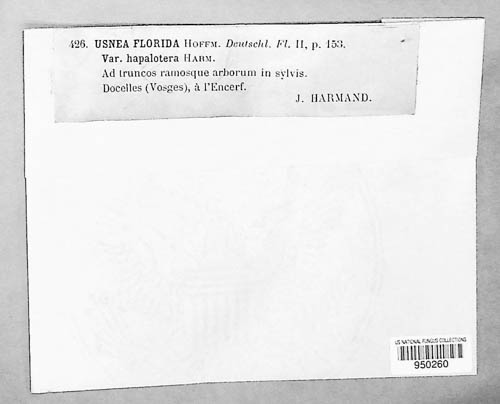 426. USNEA FLORIDA HOFFM. Deutschl. Fl. II, p. 153.
Var. hapalotera HARM.
Ad truncos ramosque arborum in sylvis.
Docelles (Vosges), à l'Encerf.
J. HARMAND.
US NATIONAL FUNGUS COLLECTIONS
950260